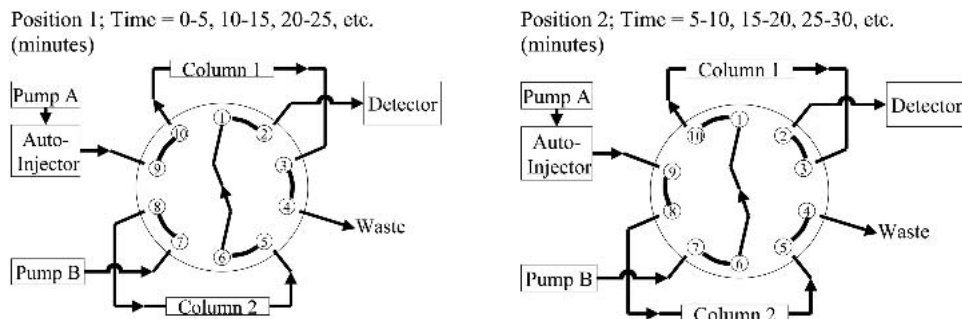 Position 1; Time = 0-5, 10-15, 20-25, etc.
(minutes)
Column 1
Pump A
Detector
Auto-
Injector
1
2
3
4
5
6
7
8
9
10
Waste
Pump B
Column 2
Position 2; Time = 5-10, 15-20, 25-30, etc.
(minutes)
Column 1
Pump A
Detector
Auto-
Injector
1
2
3
4
5
6
7
8
9
10
Waste
Pump B
Column 2